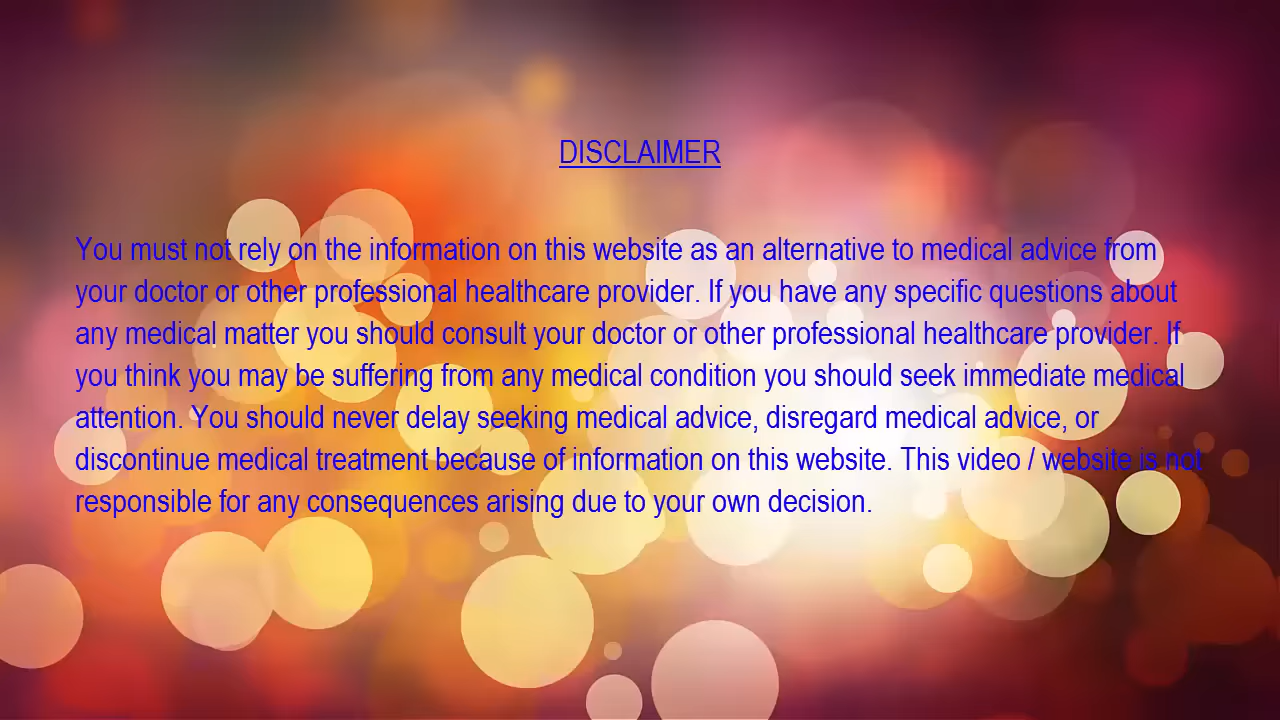 DISCLAIMER
You must not rely on the information on this website as an alternative to medical advice from
your doctor or other professional healthcare provider. If you have any specific questions about
any medical matter you should consult your doctor or other professional healthcare provider. If
you think you may be suffering from any medical condition you should seek immediate medical
attention. You should never delay seeking medical advice, disregard medical advice, or
discontinue medical treatment because of information on this website. This video / website is not
responsible for any consequences arising due to your own decision.